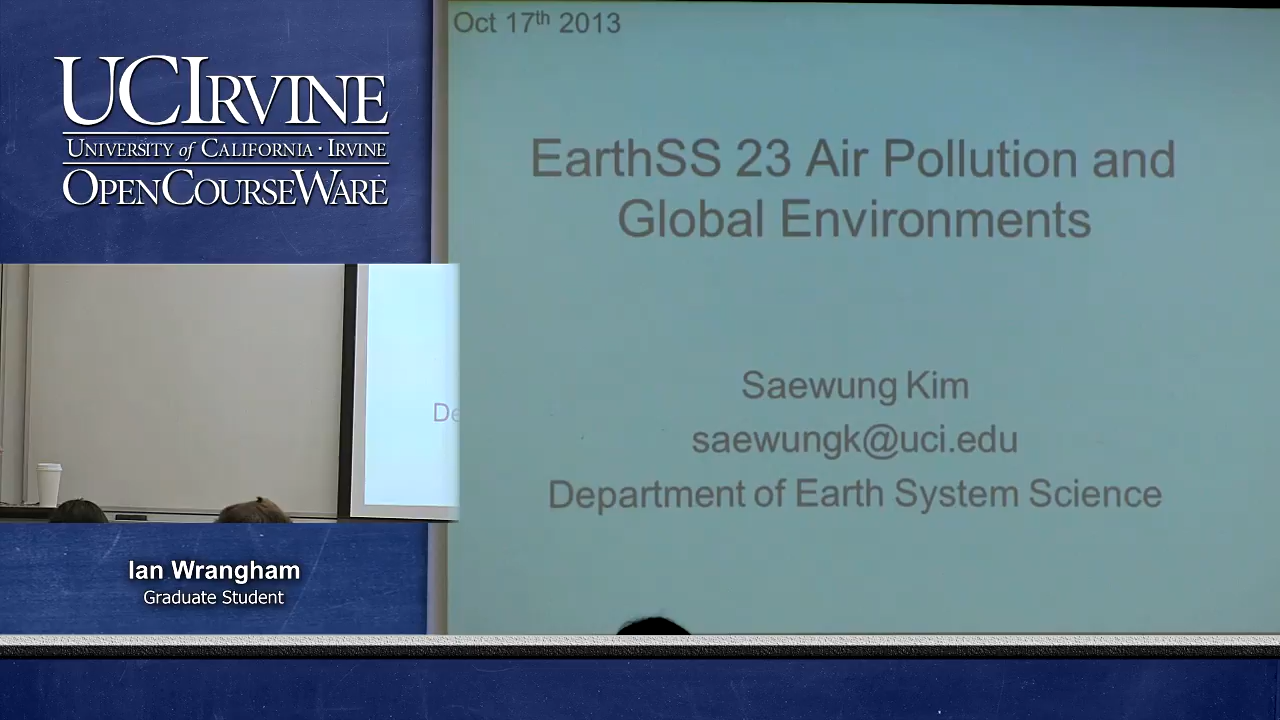 UCIRVINE
UNIVERSITY of CALIFORNIA · IRVINE
OPENCOURSEWARE
Oct 17th 2013
EarthSS 23 Air Pollution and
Global Environments
Saewung Kim
saewungk@uci.edu
Department of Earth System Science
De
Ian Wrangham
Graduate Student